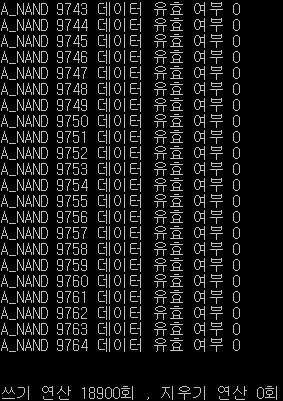 A_NAND 9743 데이터 유효 여부 0
A_NAND 9744 데이터 유효 여부 0
A_NAND 9745 데이터 유효 여부 0
A_NAND 9746 데이터 유효 여부 0
A_NAND 9747 데이터 유효 여부 0
A_NAND 9748 데이터 유효 여부 0
A_NAND 9749 데이터 유효 여부 0
A_NAND 9750 데이터 유효 여부 0
A_NAND 9751 데이터 유효 여부 0
A_NAND 9752 데이터 유효 여부 0
A_NAND 9753 데이터 유효 여부 0
A_NAND 9754 데이터 유효 여부 0
A_NAND 9755 데이터 유효 여부 0
A_NAND 9756 데이터 유효 여부 0
A_NAND 9757 데이터 유효 여부 0
A_NAND 9758 데이터 유효 여부 0
A_NAND 9759 데이터 유효 여부 0
A_NAND 9760 데이터 유효 여부 0
A_NAND 9761 데이터 유효 여부 0
A_NAND 9762 데이터 유효 여부 0
A_NAND 9763 데이터 유효 여부 0
A_NAND 9764 데이터 유효 여부 0
쓰기 연산 18900회 , 지우기 연산 0회